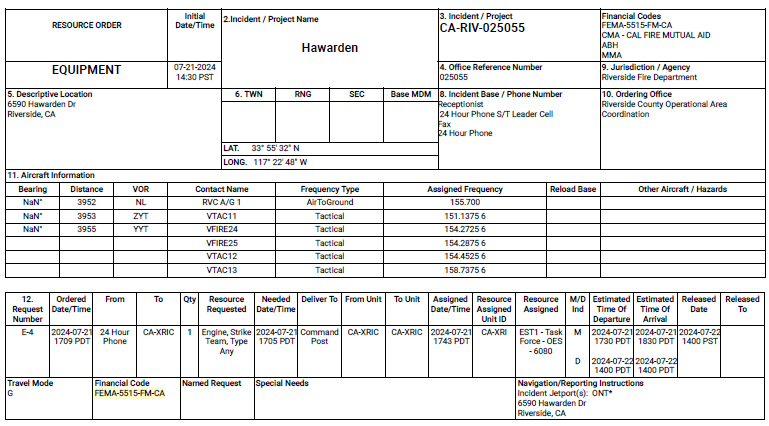 RESOURCE ORDER
Initial
Date/Time
2.Incident / Project Name
3. Incident / Project
Financial Codes
Hawarden
CA-RIV-025055
FEMA-5515-FM-CA
CMA - CAL FIRE MUTUAL AID
ABH
MMA
EQUIPMENT
07-21-2024
14:30 PST
4. Office Reference Number
025055
9. Jurisdiction / Agency
Riverside Fire Department
5. Descriptive Location
6590 Hawarden Dr
Riverside, CA
6. TWN RNG SEC Base MDM
8. Incident Base / Phone Number
Receptionist
24 Hour Phone S/T Leader Cell
Fax
24 Hour Phone
10. Ordering Office
Riverside County Operational Area
Coordination
LAT. 33° 55' 32" N
LONG. 117° 22' 48" W
11. Aircraft Information
Bearing Distance VOR Contact Name Frequency Type Assigned Frequency Reload Base Other Aircraft / Hazards
NaN° 3952 NL RVC A/G 1 AirToGround 155.700
NaN° 3953 ZYT VTAC11 Tactical 151.1375 6
NaN° 3955 YYT VFIRE24 Tactical 154.2725 6
VFIRE25 Tactical 154.2875 6
VTAC12 Tactical 154.4525 6
VTAC13 Tactical 158.7375 6
12.
Request
Number
Ordered
Date/Time
From
To
Qty
Resource
Requested
Needed
Date/Time
Deliver To
From Unit
To Unit
Assigned
Date/Time
Resource
Assigned
Unit ID
Resource
Assigned
M/D
Ind
Estimated
Time Of
Departure
Estimated
Time Of
Arrival
Released
Date
Released
To
E-4
2024-07-21
1709 PDT
24 Hour
Phone
CA-XRIC
1
Engine, Strike
Team, Type
Any
2024-07-21
1705 PDT
Command
Post
CA-XRIC
CA-XRIC
2024-07-21
1743 PDT
CA-XRI
EST1 - Task
Force - OES
- 6080
M
D
2024-07-21
1730 PDT
2024-07-22
1400 PDT
2024-07-21
1830 PDT
2024-07-22
1400 PDT
2024-07-22
1400 PST
Travel Mode
G
Financial Code
FEMA-5515-FM-CA
Named Request
Special Needs
Navigation/Reporting Instructions
Incident Jetport(s): ONT*
6590 Hawarden Dr
Riverside, CA